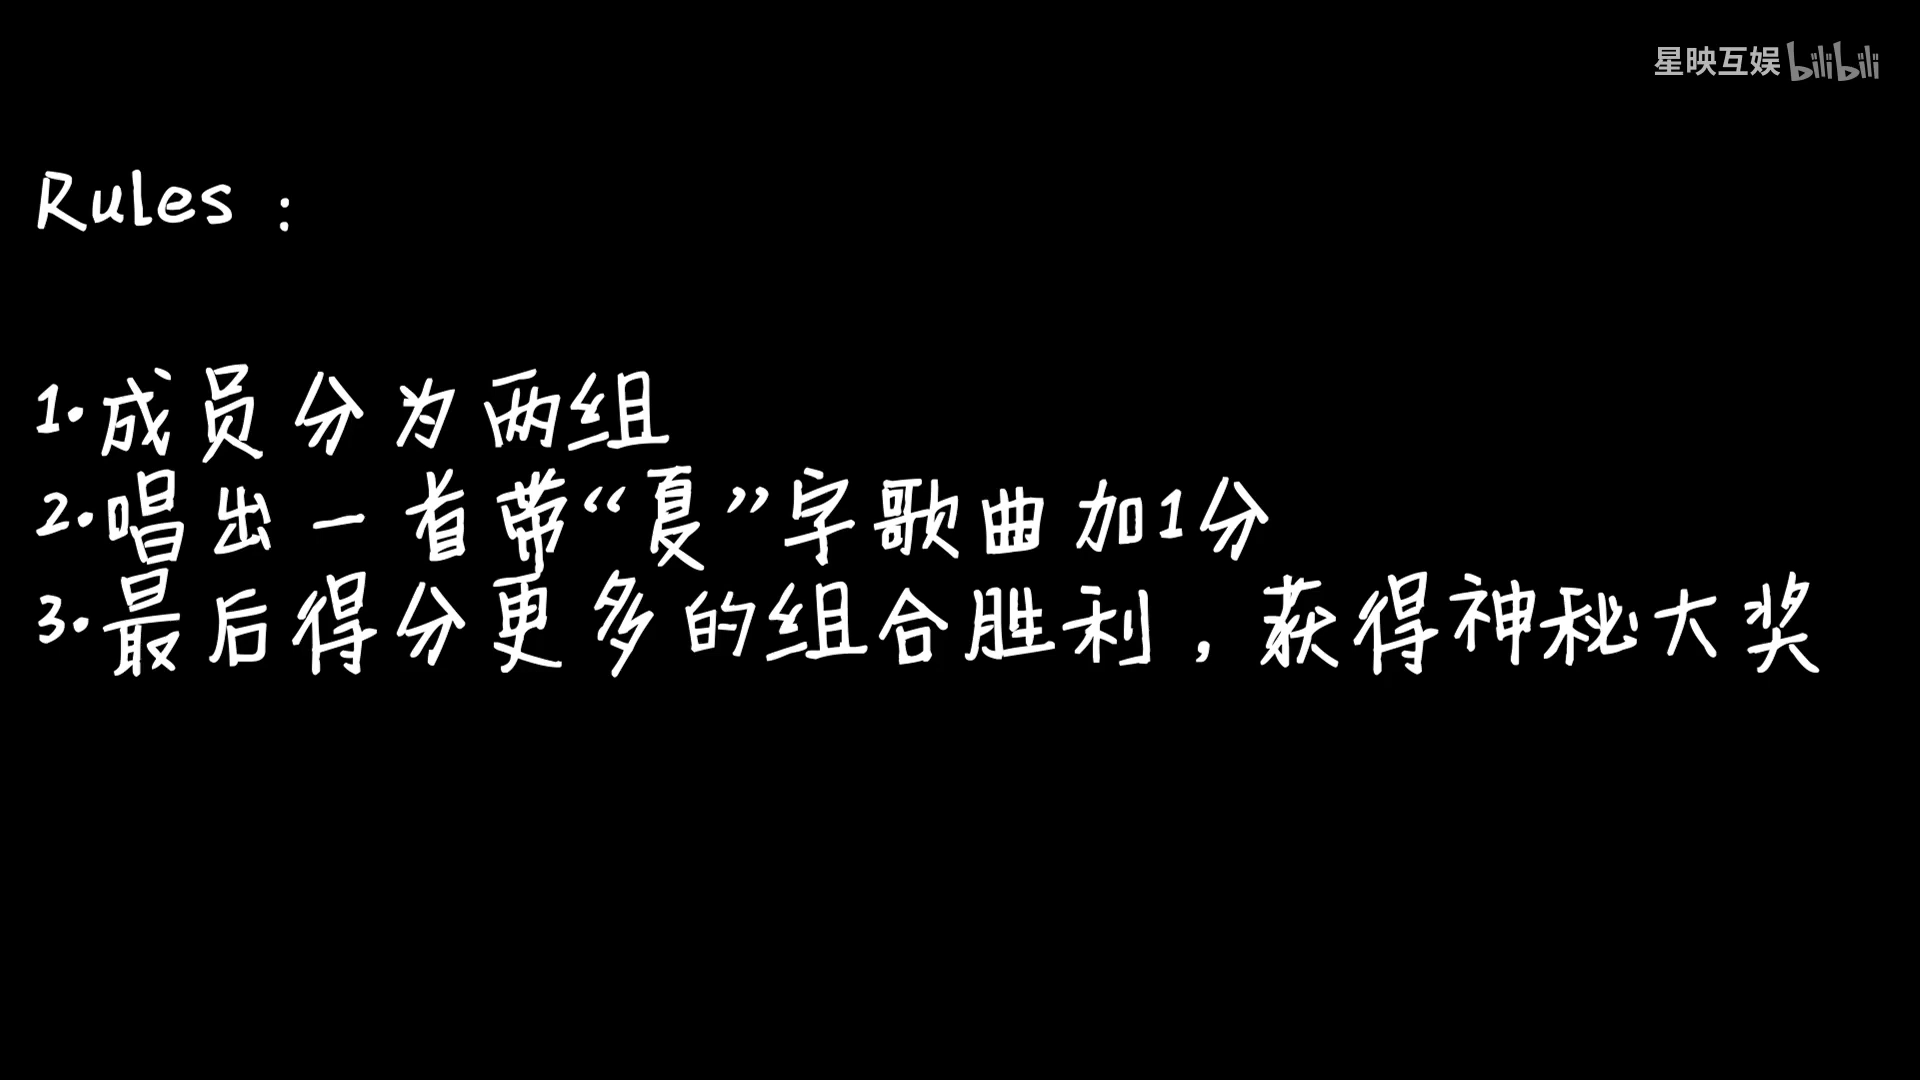 星映互娱 bilibili
Rules：
1.成员分为两组
2.唱出一首带“夏”字歌曲加1分
3.最后得分更多的组合胜利，获得神秘大奖